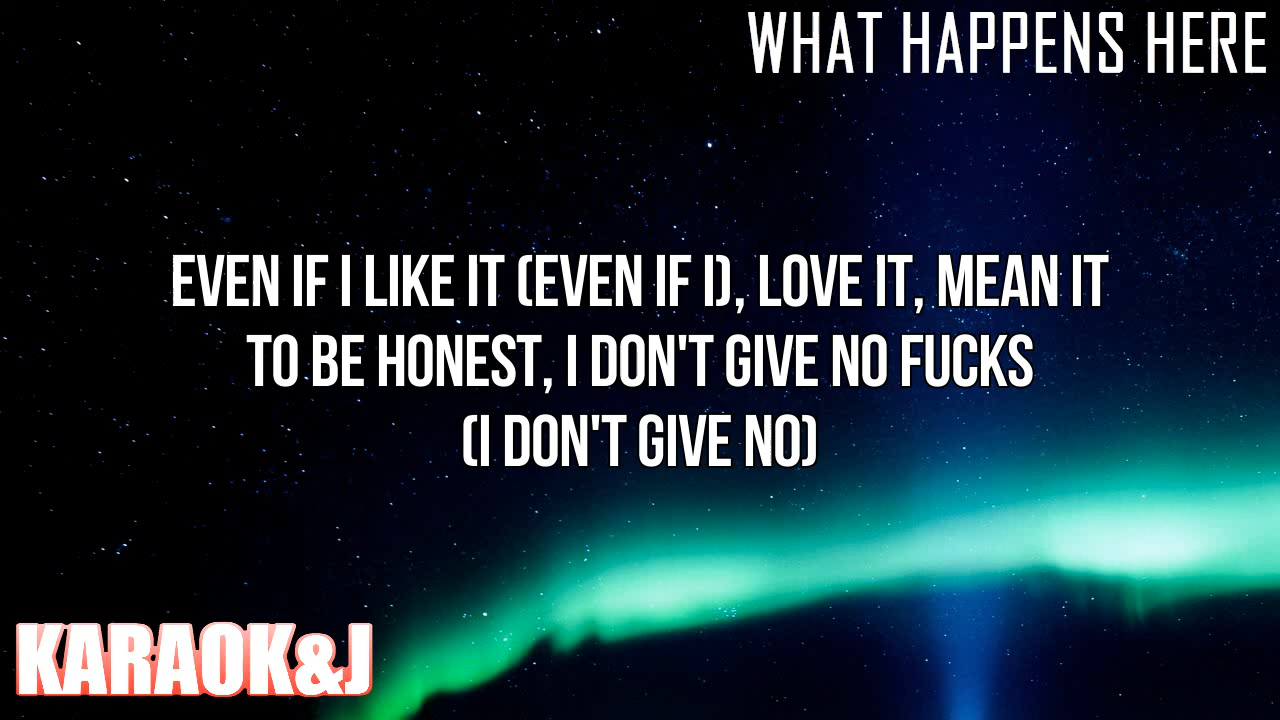 WHAT HAPPENS HERE
EVEN IF I LIKE IT (EVEN IF I), LOVE IT, MEAN IT
TO BE HONEST, I DON'T GIVE NO FUCKS
(I DON'T GIVE NO)
KARAOK&J